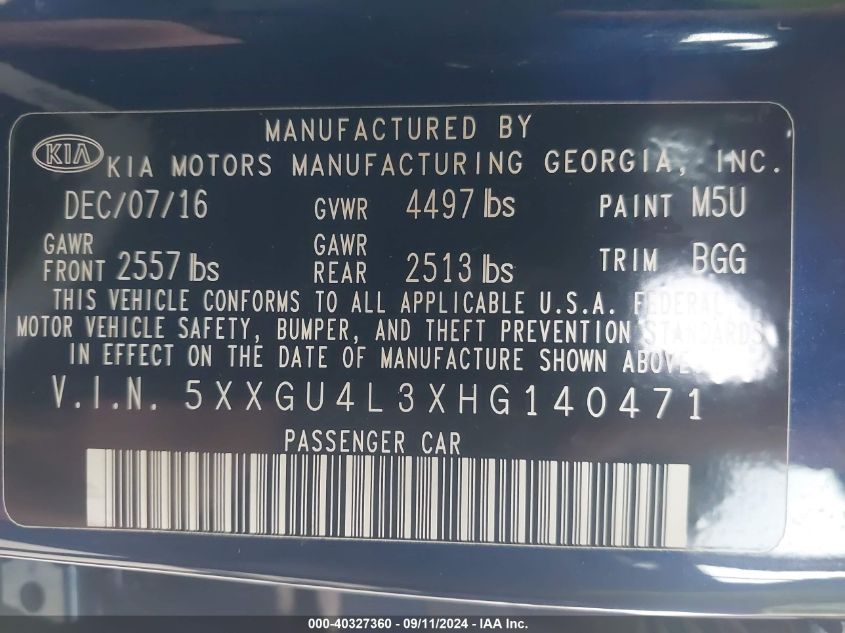 MANUFACTURED BY
KIA KIA MOTORS MANUFACTURING GEORGIA, INC.
DEC/07/16 GVWR 4497 lbs PAINT M5U
GAWR FRONT 2557 lbs GAWR REAR 2513 lbs TRIM BGG
THIS VEHICLE CONFORMS TO ALL APPLICABLE U.S.A. FEDERAL
MOTOR VEHICLE SAFETY, BUMPER, AND THEFT PREVENTION STANDARDS
IN EFFECT ON THE DATE OF MANUFACTURE SHOWN ABOVE.
V.I.N. 5XXGU4L3XHG140471
PASSENGER CAR
000-40327360 - 09/11/2024 - IAA Inc.